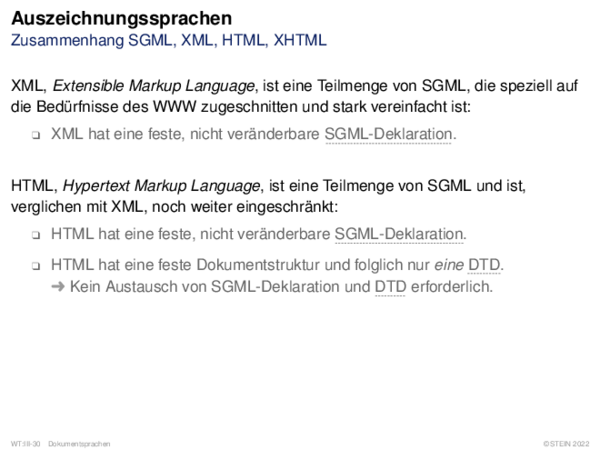 Auszeichnungssprachen
Zusammenhang SGML, XML, HTML, XHTML
XML, Extensible Markup Language, ist eine Teilmenge von SGML, die speziell auf
die Bedürfnisse des WWW zugeschnitten und stark vereinfacht ist:
❑ XML hat eine feste, nicht veränderbare SGML-Deklaration.
HTML, Hypertext Markup Language, ist eine Teilmenge von SGML und ist,
verglichen mit XML, noch weiter eingeschränkt:
❑ HTML hat eine feste, nicht veränderbare SGML-Deklaration.
❑ HTML hat eine feste Dokumentstruktur und folglich nur eine DTD.
➜ Kein Austausch von SGML-Deklaration und DTD erforderlich.
WT:III-30 Dokumentsprachen ©STEIN 2022